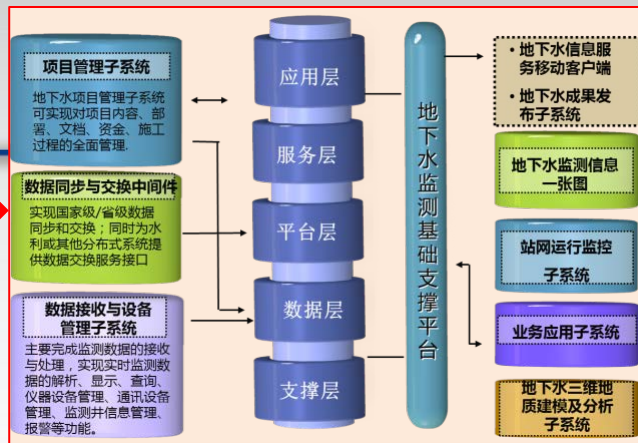 项目管理子系统
地下水项目管理子系统
可实现对项目内容、部
署、文档、资金、施工
过程的全面管理.
数据同步与交换中间件
实现国家级/省级数据
同步和交换；同时为水
利或其他分布式系统提
供数据交换服务接口
数据接收与设备
管理子系统
主要完成监测数据的接收
与处理，实现实时监测数
据的解析、显示、查询、
仪器设备管理、通讯设备
管理、监测井信息管理、
报警等功能。
应用层
服务层
平台层
数据层
支撑层
地下水监测基础支撑平台
• 地下水信息服
务移动客户端
• 地下水成果发
布子系统
地下水监测信息
一张图
站网运行监控
子系统
业务应用子系统
地下水三维地
质建模及分析
子系统